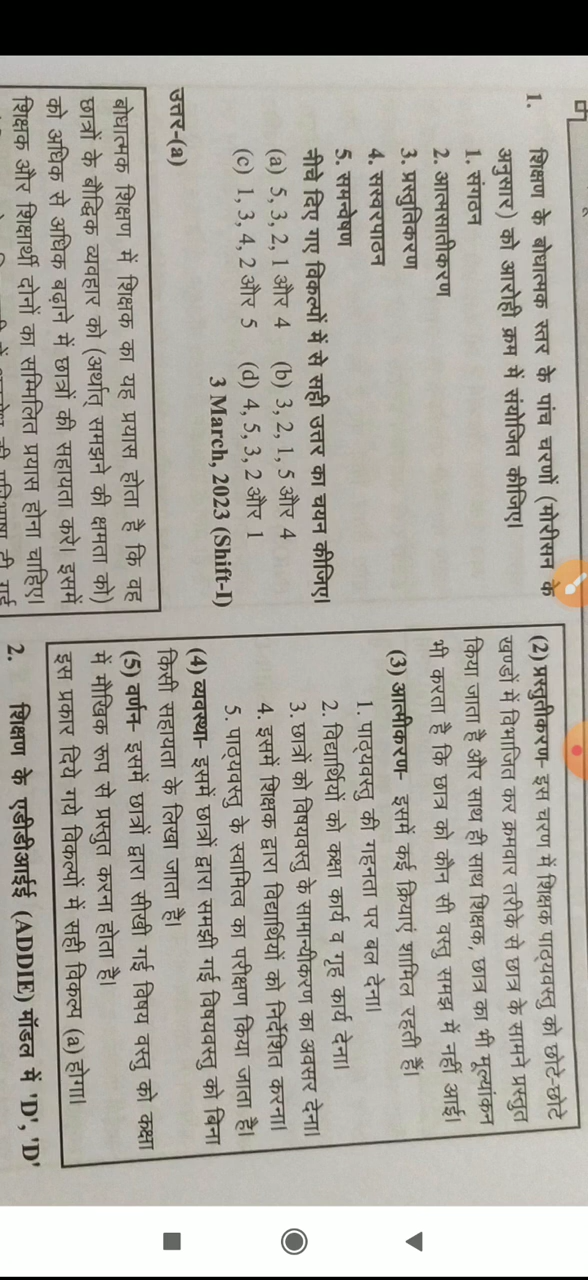 1. शिक्षण के बोधात्मक स्तर के पांच चरणों (मोरीसन के
अनुसार) को आरोही क्रम में संयोजित कीजिए।
1. संगठन
2. आत्मसातीकरण
3. प्रस्तुतिकरण
4. सस्वरपाठन
5. समन्वेषण
नीचे दिए गए विकल्पों में से सही उत्तर का चयन कीजिए।
(a) 5, 3, 2, 1 और 4 (b) 3, 2, 1, 5 और 4
(c) 1, 3, 4, 2 और 5 (d) 4, 5, 3, 2 और 1
3 March, 2023 (Shift-I)
उत्तर-(a)
बोधात्मक शिक्षण में शिक्षक का यह प्रयास होता है कि वह
छात्रों के बौद्धिक व्यवहार को (अर्थात् समझने की क्षमता को)
को अधिक से अधिक बढ़ाने में छात्रों की सहायता करे। इसमें
शिक्षक और शिक्षार्थी दोनों का सम्मिलित प्रयास होना चाहिए।
(2) प्रस्तुतीकरण- इस चरण में शिक्षक पाठ्यवस्तु को छोटे-छोटे
खण्डों में विभाजित कर क्रमवार तरीके से छात्र के सामने प्रस्तुत
किया जाता है और साथ ही साथ शिक्षक, छात्र का भी मूल्यांकन
भी करता है कि छात्र को कौन सी वस्तु समझ में नहीं आई।
(3) आत्मीकरण- इसमें कई क्रियाएं शामिल रहती हैं।
1. पाठ्यवस्तु की गहनता पर बल देना।
2. विद्यार्थियों को कक्षा कार्य व गृह कार्य देना।
3. छात्रों को विषयवस्तु के सामान्यीकरण का अवसर देना।
4. इसमें शिक्षक द्वारा विद्यार्थियों को निर्देशित करना।
5. पाठ्यवस्तु के स्वामित्व का परीक्षण किया जाता है।
(4) व्यवस्था- इसमें छात्रों द्वारा समझी गई विषयवस्तु को बिना
किसी सहायता के लिखा जाता है।
(5) वर्णन- इसमें छात्रों द्वारा सीखी गई विषय वस्तु को कक्षा
में मौखिक रूप से प्रस्तुत करना होता है।
इस प्रकार दिये गये विकल्पों में सही विकल्प (a) होगा।
2. शिक्षण के एडीडीआईई (ADDIE) मॉडल में 'D', 'D'